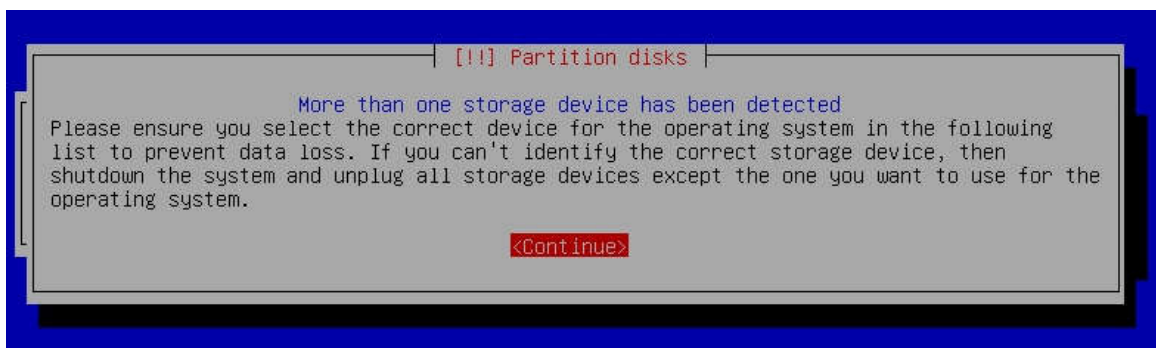 [!!] Partition disks
More than one storage device has been detected
Please ensure you select the correct device for the operating system in the following
list to prevent data loss. If you can't identify the correct storage device, then
shutdown the system and unplug all storage devices except the one you want to use for the
operating system.
<Continue>